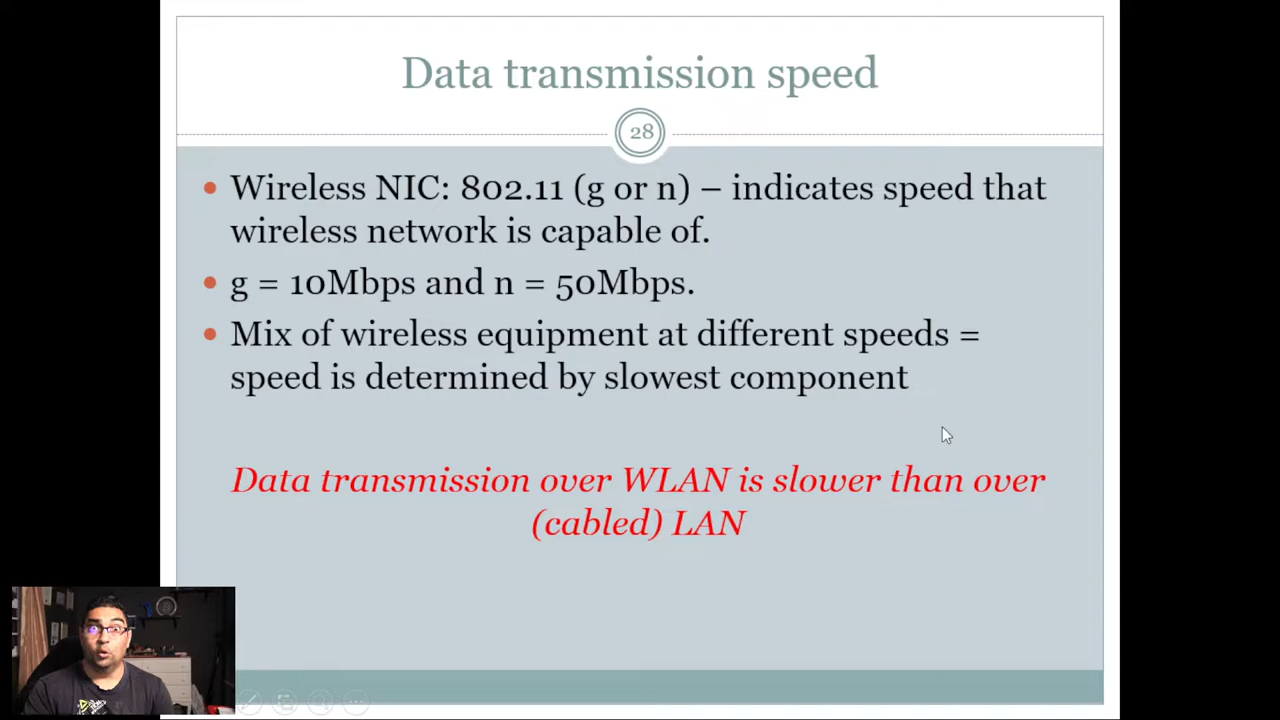 Data transmission speed
28
• Wireless NIC: 802.11 (g or n) – indicates speed that
wireless network is capable of.
• g = 10Mbps and n = 50Mbps.
• Mix of wireless equipment at different speeds =
speed is determined by slowest component
Data transmission over WLAN is slower than over
(cabled) LAN